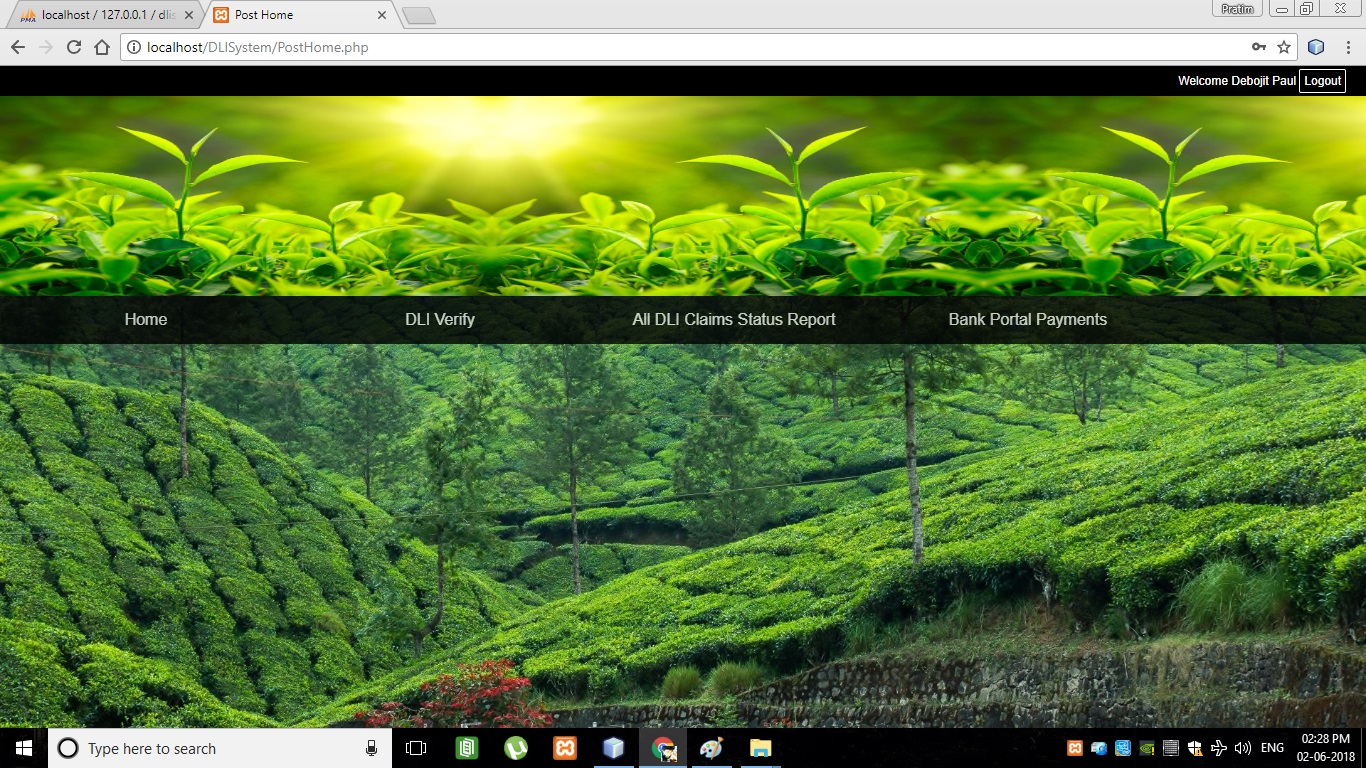 localhost / 127.0.0.1 / dlis
Post Home
Pratim
localhost/DLISystem/PostHome.php
Welcome Debojit Paul Logout
Home DLI Verify All DLI Claims Status Report Bank Portal Payments
Type here to search
ENG
02:28 PM
02-06-2018